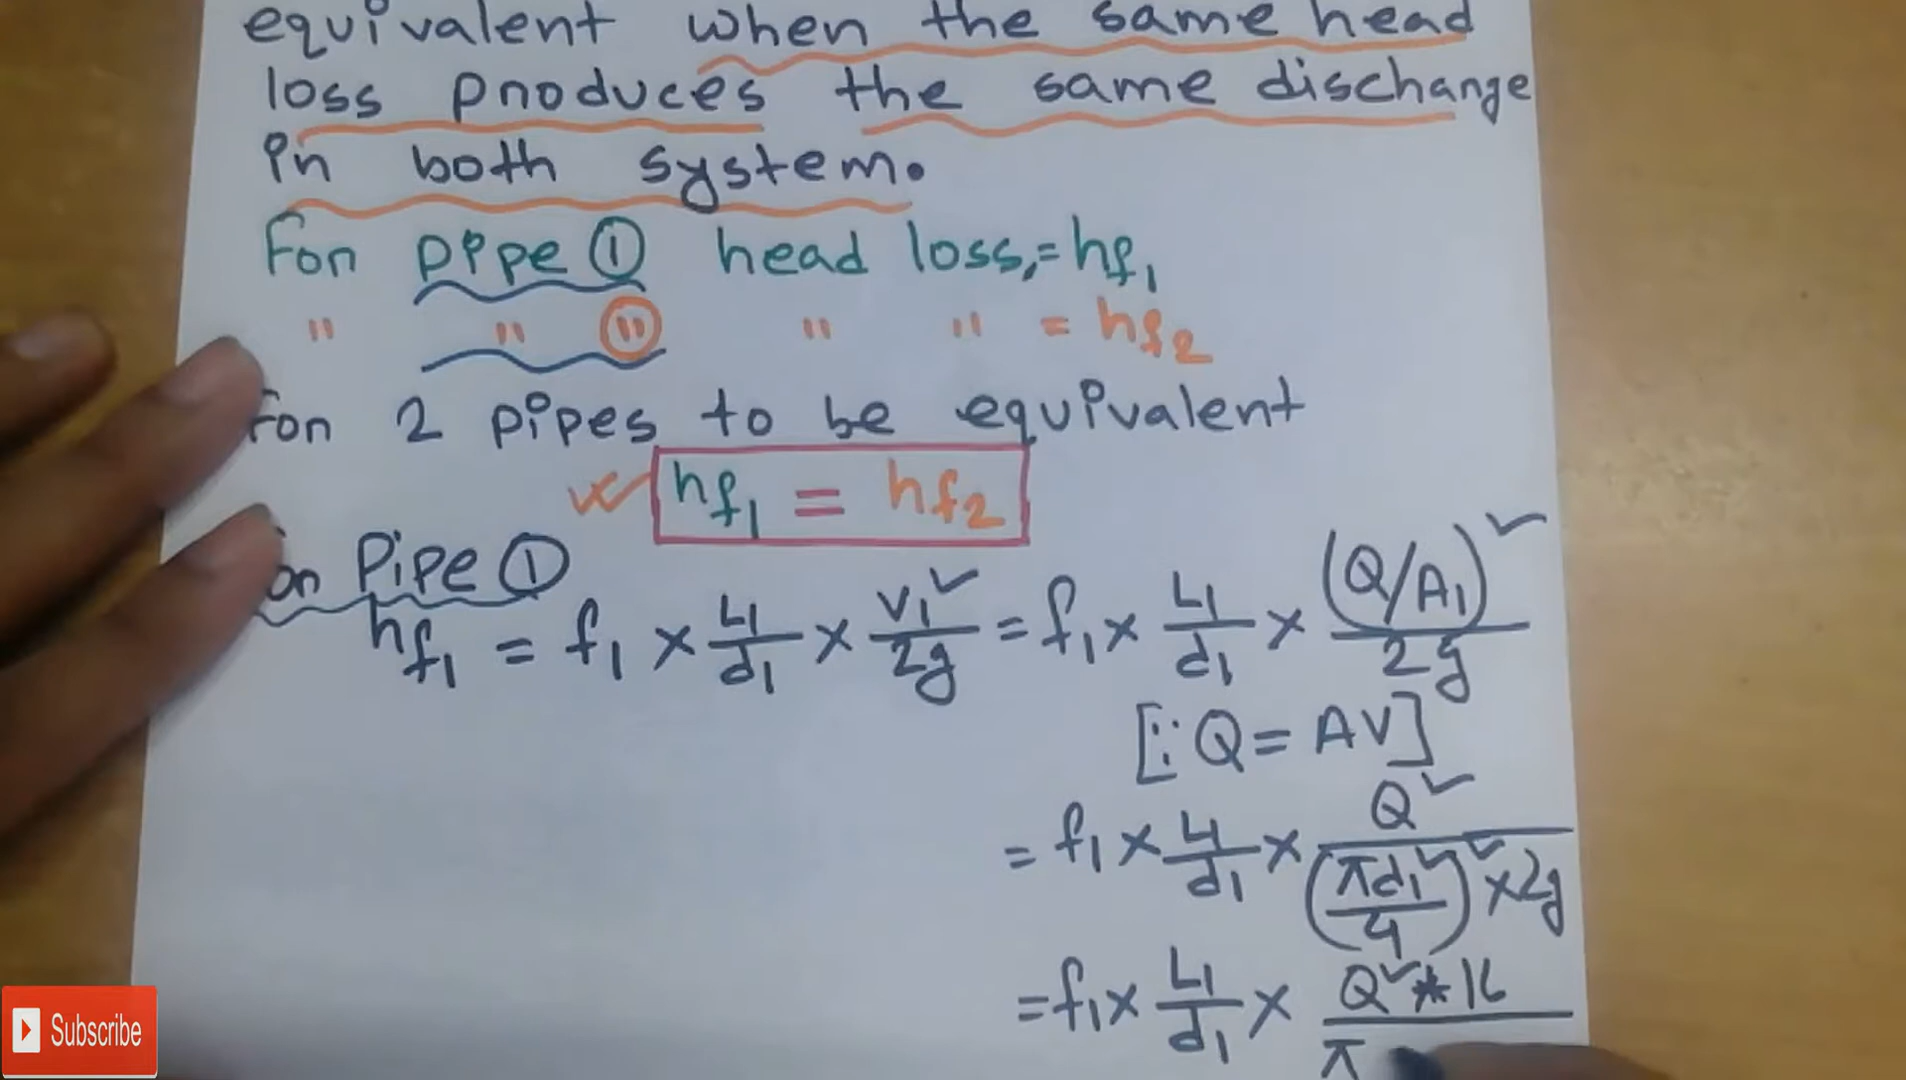 equivalent when the same head
loss produces the same discharge
in both system.
For pipe ① head loss,= hf₁
" " ⑪ " " = hf₂
For 2 pipes to be equivalent
hf₁ = hf₂
Pipe ①
hf₁ = f₁ × L₁/d₁ × V₁²/2g = f₁ × L₁/d₁ × (Q/A₁)²/2g
[∵ Q = AV]
= f₁ × L₁/d₁ × Q²/((πd₁²/4)² × 2g)
= f₁ × L₁/d₁ × Q² * 16/π
Subscribe